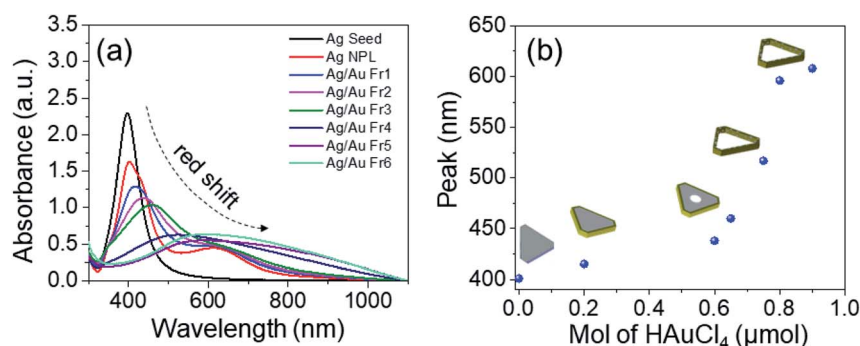 (a)
Ag Seed
Ag NPL
Ag/Au Fr1
Ag/Au Fr2
Ag/Au Fr3
Ag/Au Fr4
Ag/Au Fr5
Ag/Au Fr6
red shift
Absorbance (a.u.)
3.5
3.0
2.5
2.0
1.5
1.0
0.5
0.0
400 600 800 1000
Wavelength (nm)
(b)
Peak (nm)
650
600
550
500
450
400
0.0 0.2 0.4 0.6 0.8 1.0
Mol of HAuCl₄ (μmol)